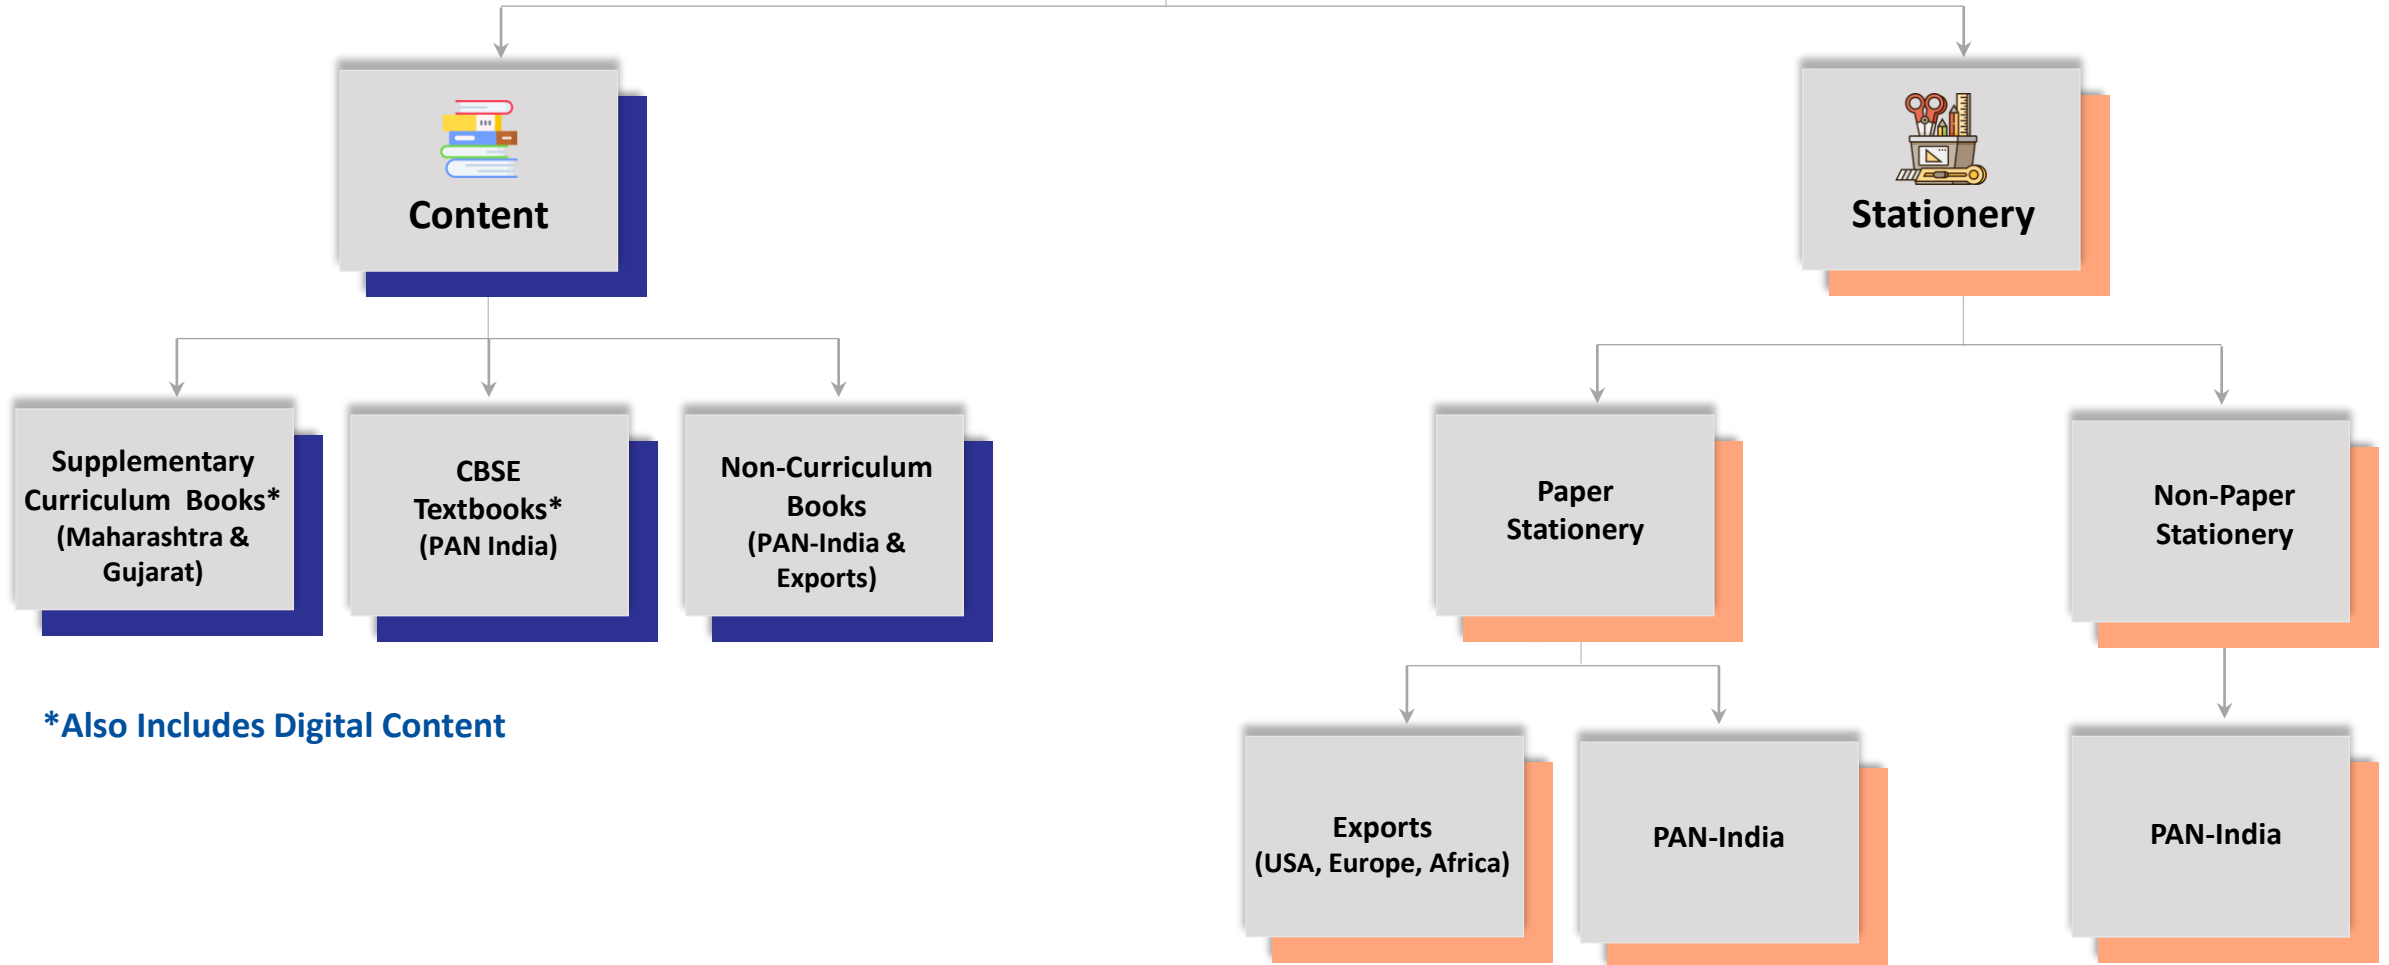 Content
Stationery
Supplementary
Curriculum Books*
(Maharashtra &
Gujarat)
CBSE
Textbooks*
(PAN India)
Non-Curriculum
Books
(PAN-India &
Exports)
Paper
Stationery
Non-Paper
Stationery
*Also Includes Digital Content
Exports
(USA, Europe, Africa)
PAN-India
PAN-India